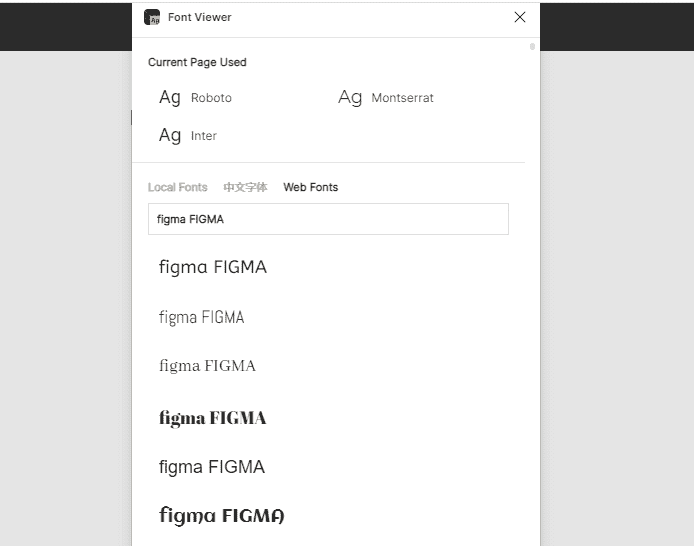 Font Viewer
Current Page Used
Ag Roboto
Ag Montserrat
Ag Inter
Local Fonts 中文字体 Web Fonts
figma FIGMA
figma FIGMA
figma FIGMA
figma FIGMA
figma FIGMA
figma FIGMA
figma FIGMA